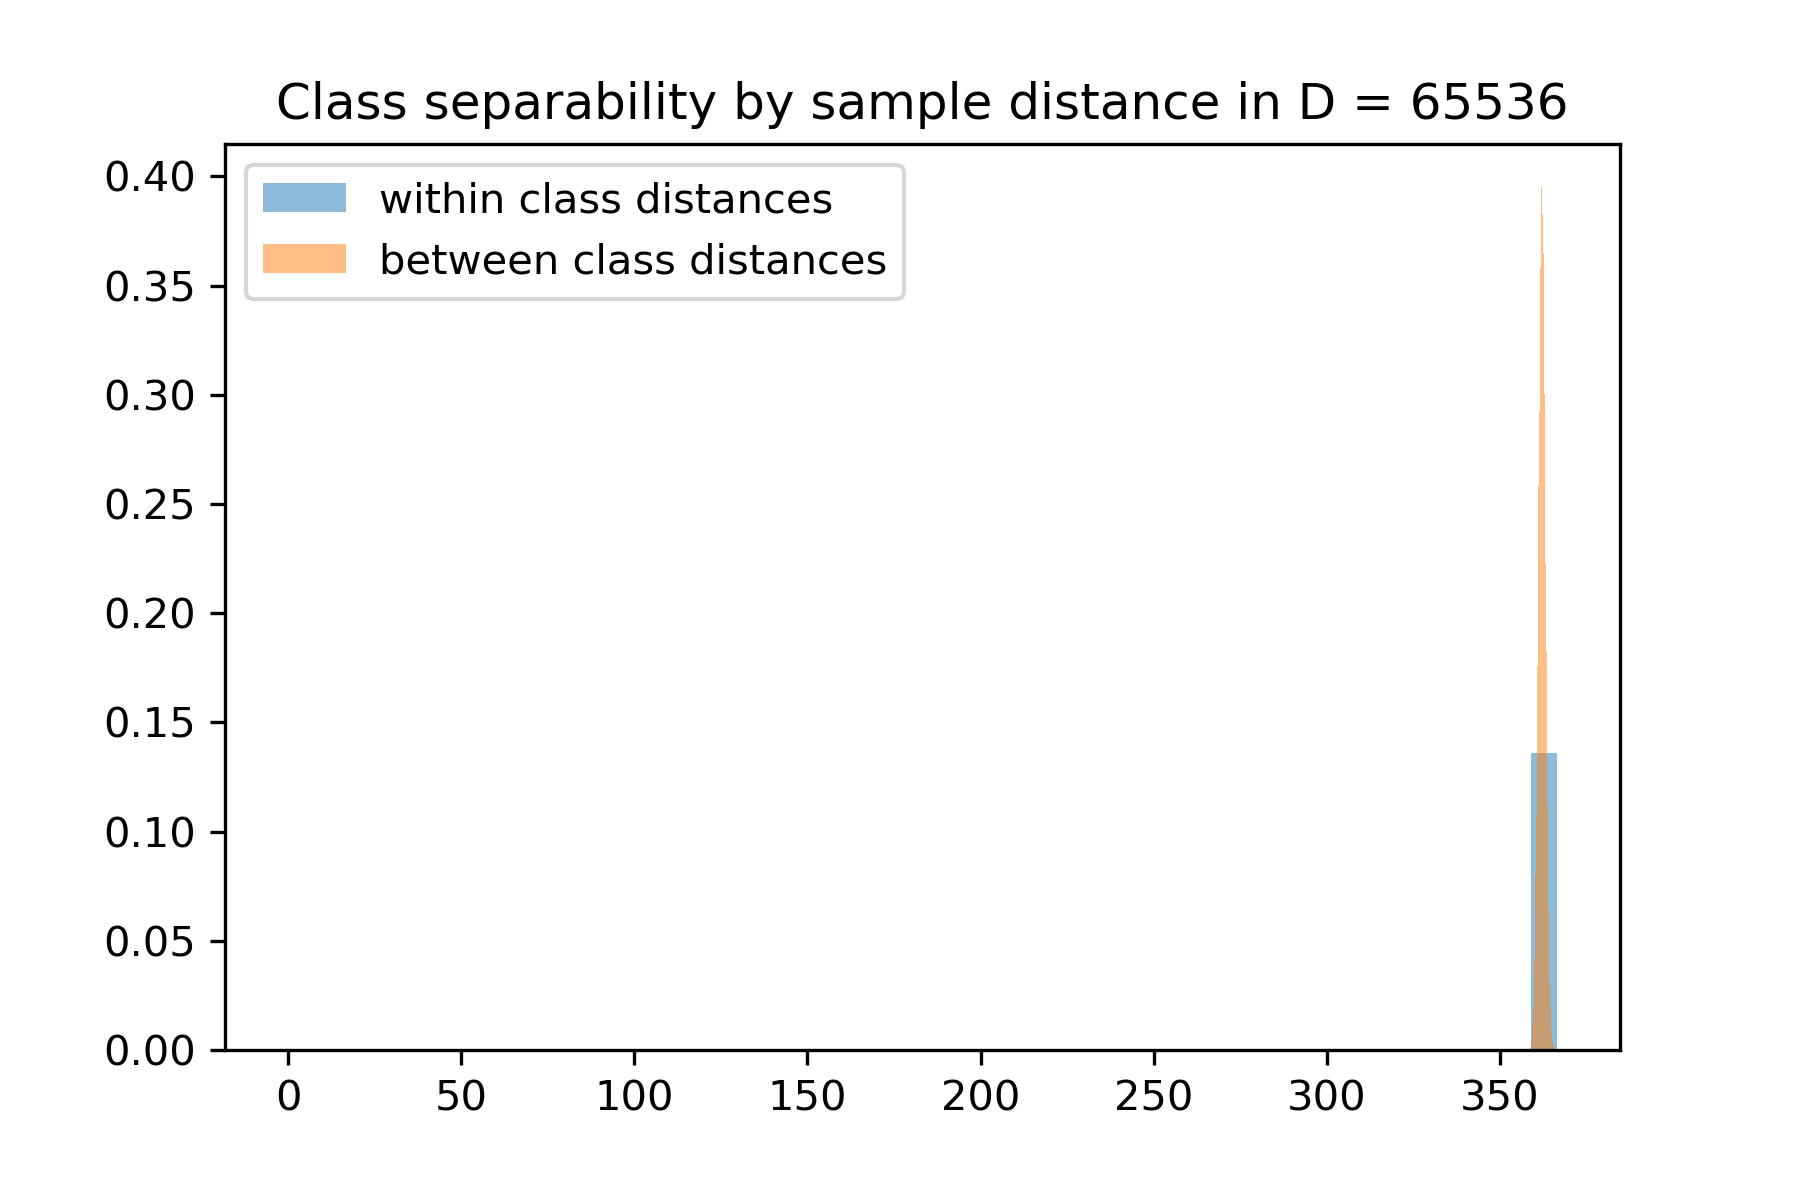 Class separability by sample distance in D = 65536
within class distances
between class distances
0.40
0.35
0.30
0.25
0.20
0.15
0.10
0.05
0.00
0 50 100 150 200 250 300 350